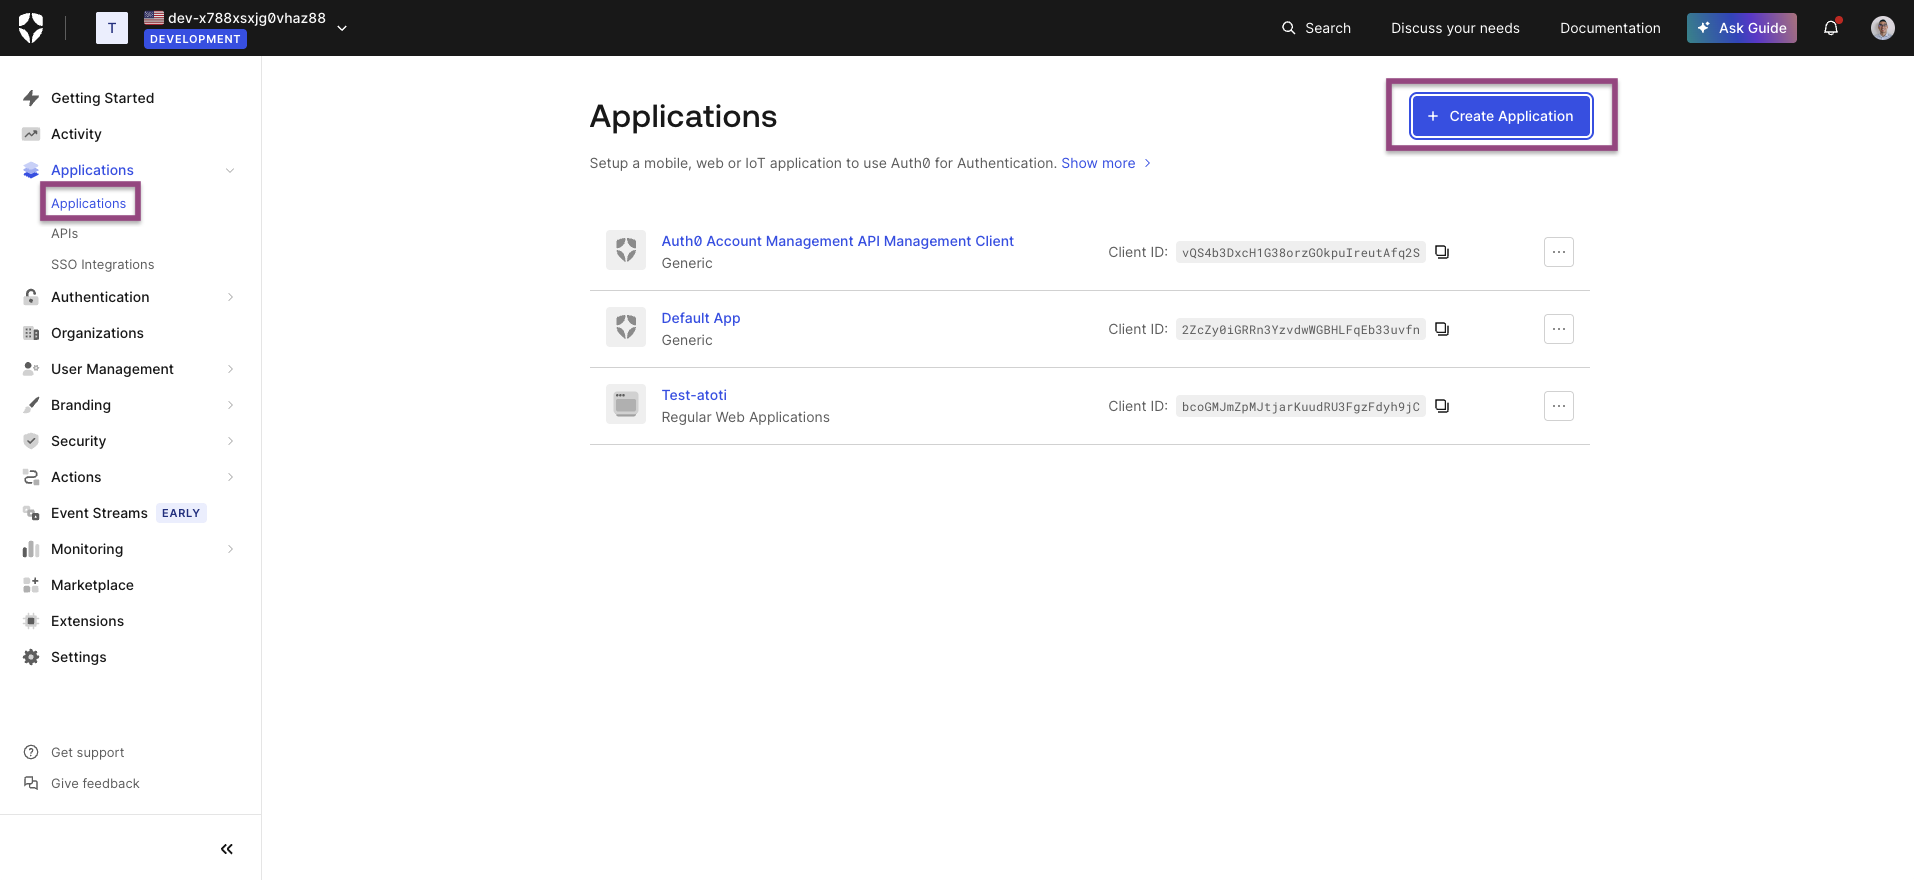 T
dev-x788xsxjg0vhaz88
DEVELOPMENT
Search
Discuss your needs
Documentation
Ask Guide
Getting Started
Activity
Applications
Applications
APIs
SSO Integrations
Authentication
Organizations
User Management
Branding
Security
Actions
Event Streams EARLY
Monitoring
Marketplace
Extensions
Settings
Get support
Give feedback
Applications
+ Create Application
Setup a mobile, web or IoT application to use Auth0 for Authentication. Show more
Auth0 Account Management API Management Client
Generic
Client ID: vQS4b3DxcH1G38orzGOkpuIreutAfq2S
Default App
Generic
Client ID: 2ZcZy0iGRRn3YzvdwWGBHLFqEb33uvfn
Test-atoti
Regular Web Applications
Client ID: bcoGMJmZpMJtjarKuudRU3FgzFdyh9jC